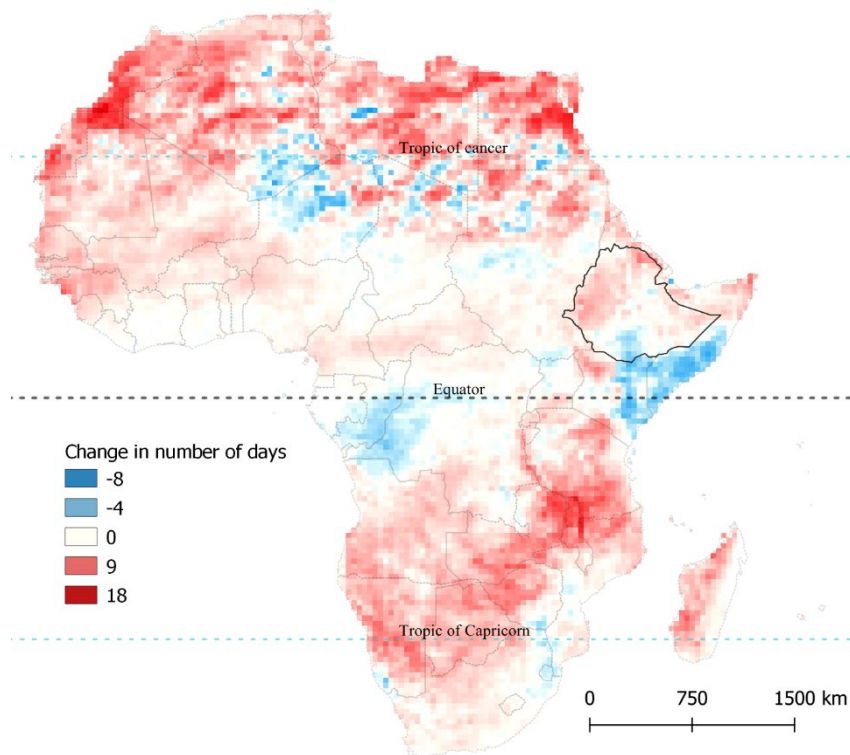 Tropic of cancer
Equator
Change in number of days
-8
-4
0
9
18
Tropic of Capricorn
0 750 1500 km